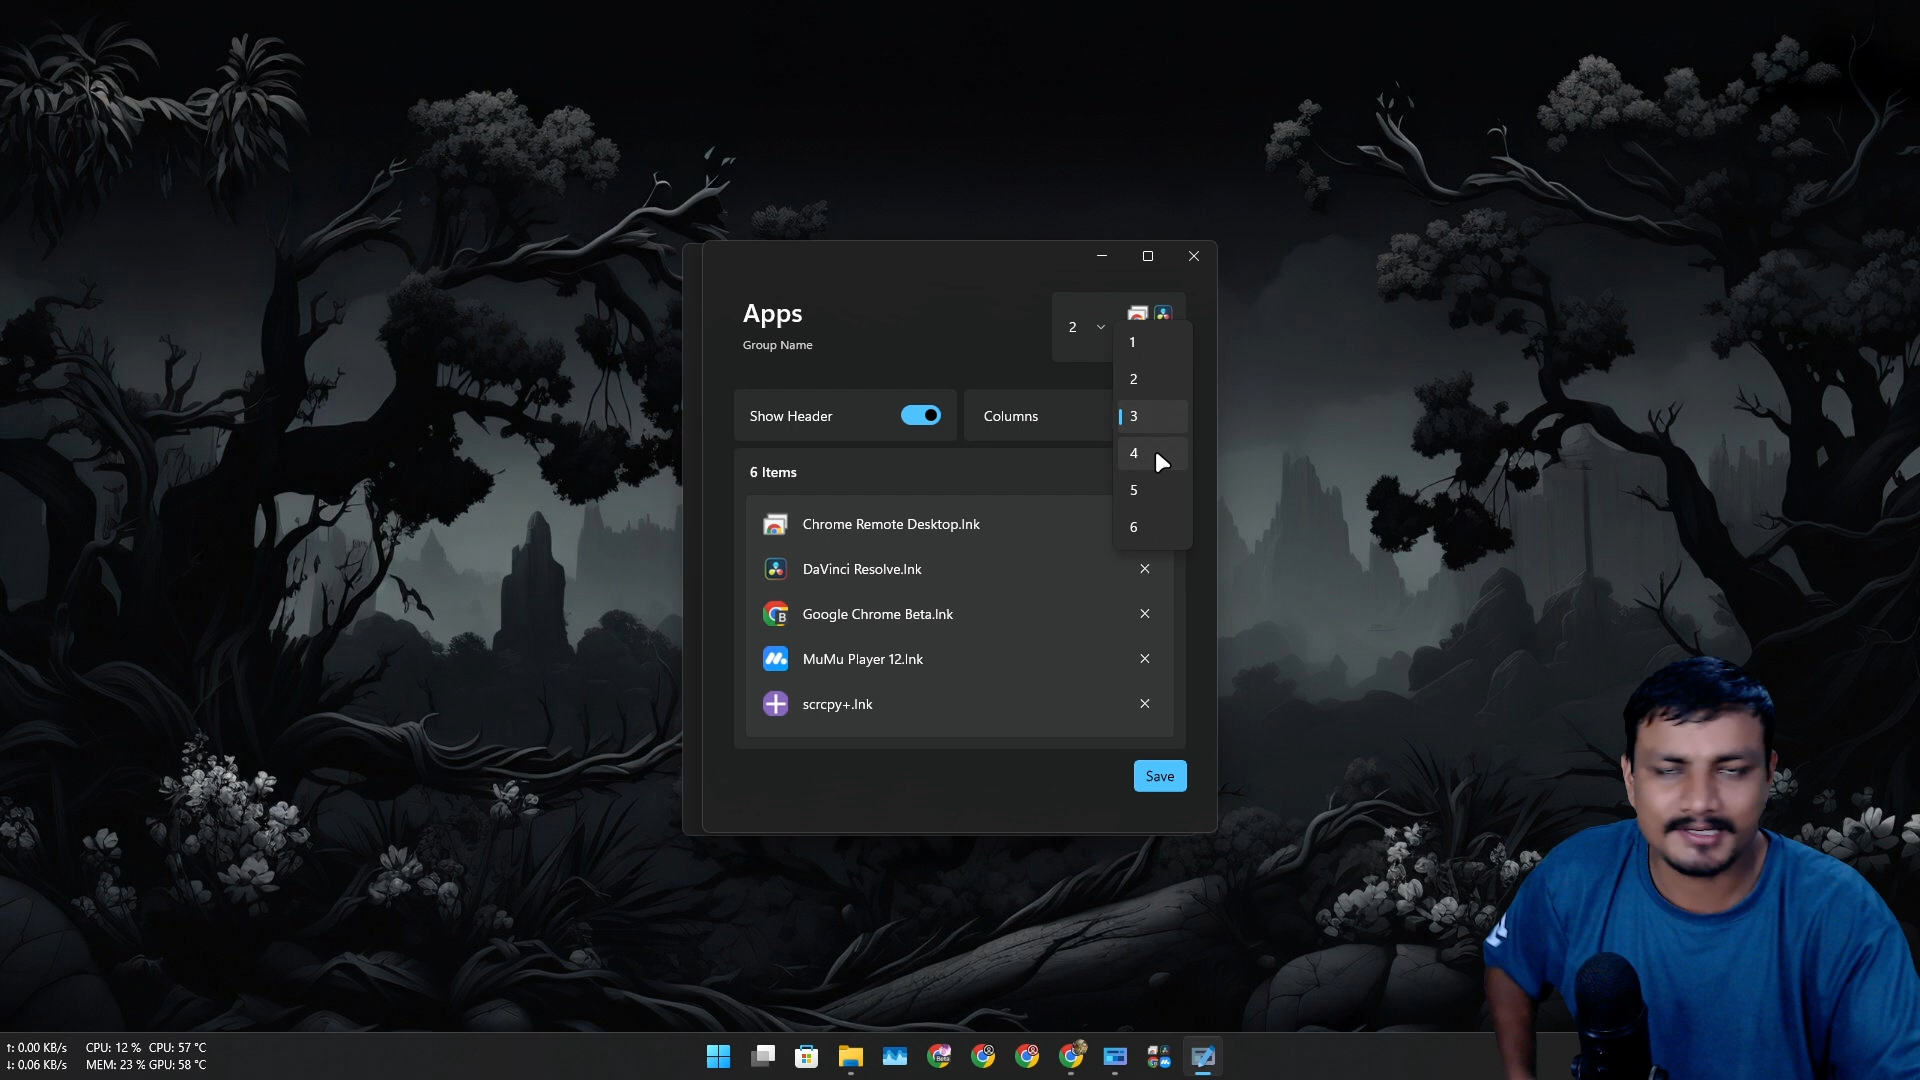 Apps
Group Name
2
1
2
3
4
5
6
Show Header
Columns
6 Items
Chrome Remote Desktop.lnk
DaVinci Resolve.lnk
Google Chrome Beta.lnk
MuMu Player 12.lnk
scrcpy+.lnk
Save
↑: 0.00 KB/s CPU: 12 % CPU: 57 °C
↓: 0.06 KB/s MEM: 23 % GPU: 58 °C
Beta